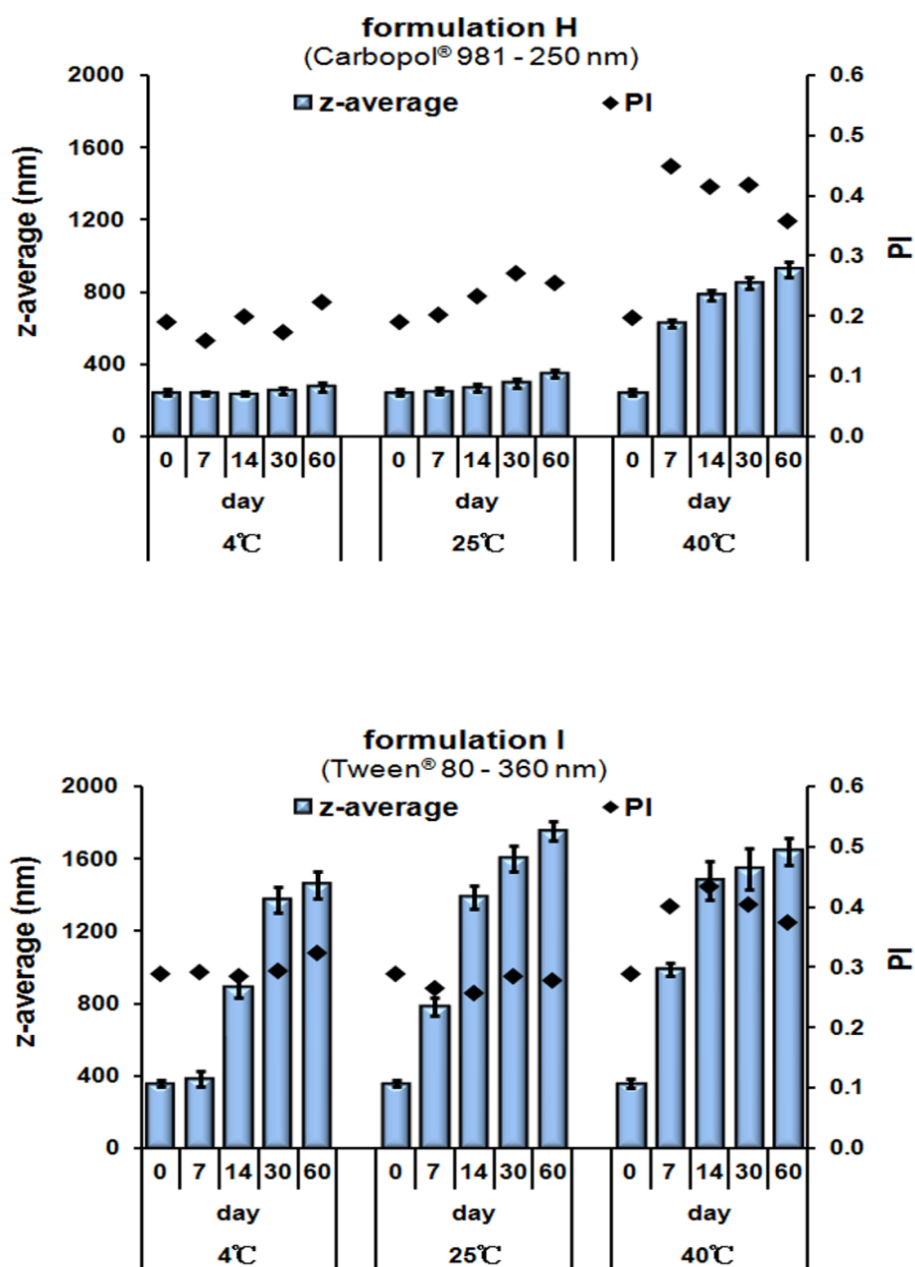 formulation H
(Carbopol® 981 - 250 nm)
z-average PI
z-average (nm)
2000
1600
1200
800
400
0
PI
0.6
0.5
0.4
0.3
0.2
0.1
0.0
0 7 14 30 60 0 7 14 30 60 0 7 14 30 60
day day day
4℃ 25℃ 40℃
formulation I
(Tween® 80 - 360 nm)
z-average PI
z-average (nm)
2000
1600
1200
800
400
0
PI
0.6
0.5
0.4
0.3
0.2
0.1
0.0
0 7 14 30 60 0 7 14 30 60 0 7 14 30 60
day day day
4℃ 25℃ 40℃